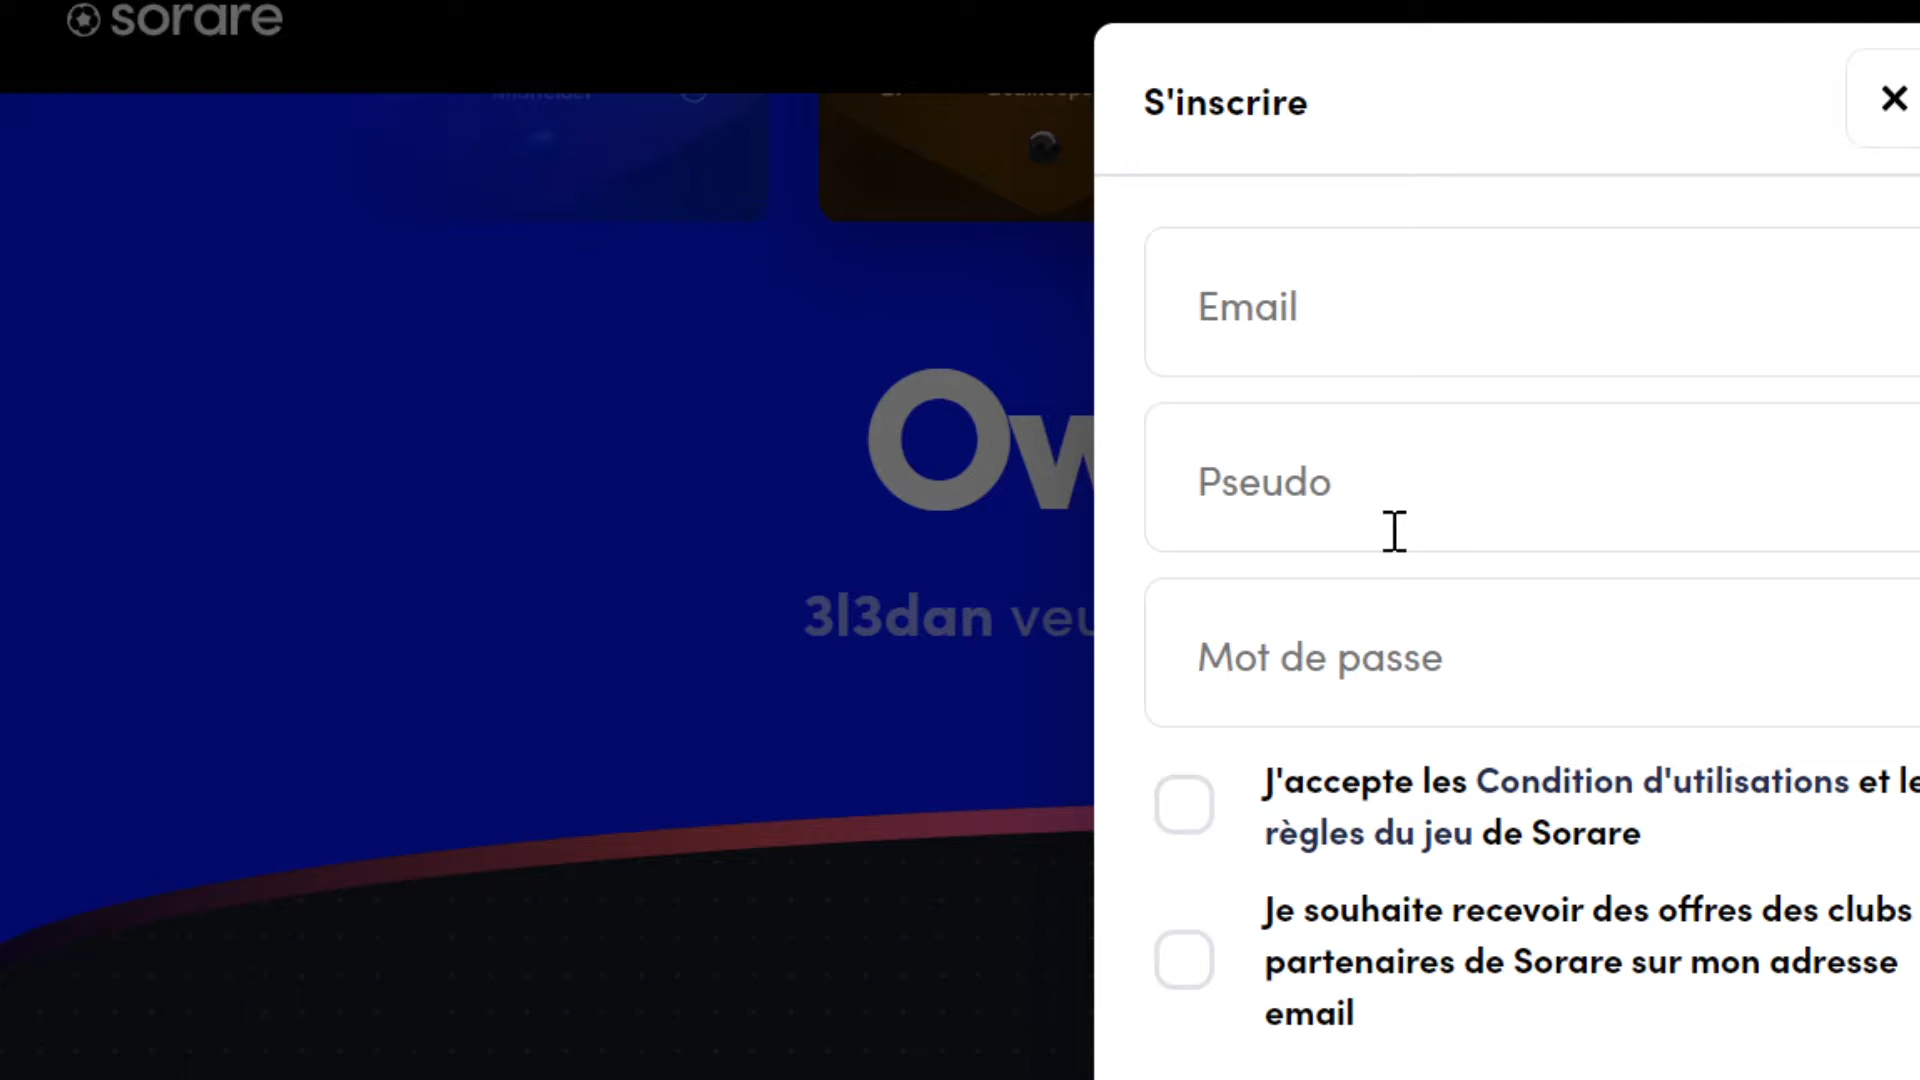 sorare
S'inscrire
Email
Ow
Pseudo
3l3dan veu
Mot de passe
J'accepte les Condition d'utilisations et le
règles du jeu de Sorare
Je souhaite recevoir des offres des clubs
partenaires de Sorare sur mon adresse
email